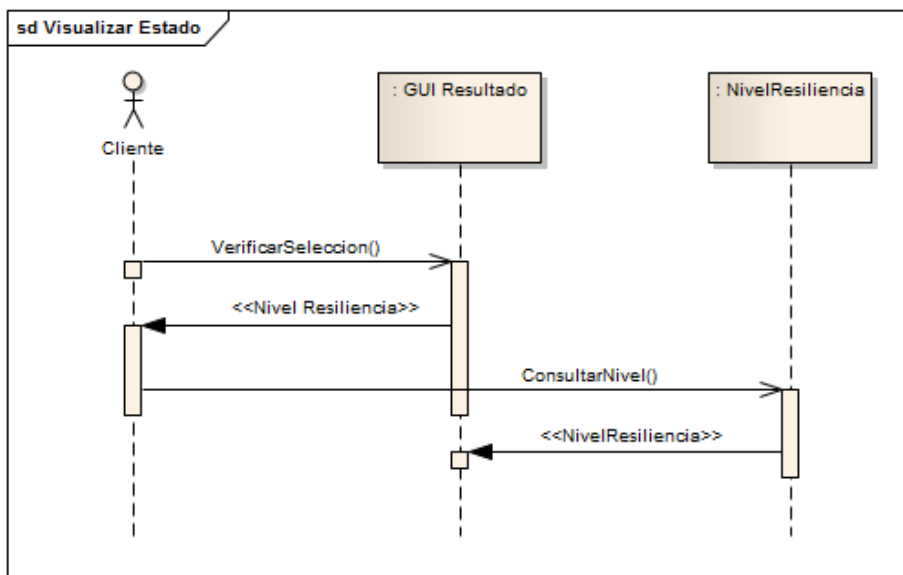 sd Visualizar Estado
: GUI Resultado
: NivelResiliencia
Cliente
VerificarSeleccion()
<<Nivel Resiliencia>>
ConsultarNivel()
<<NivelResiliencia>>